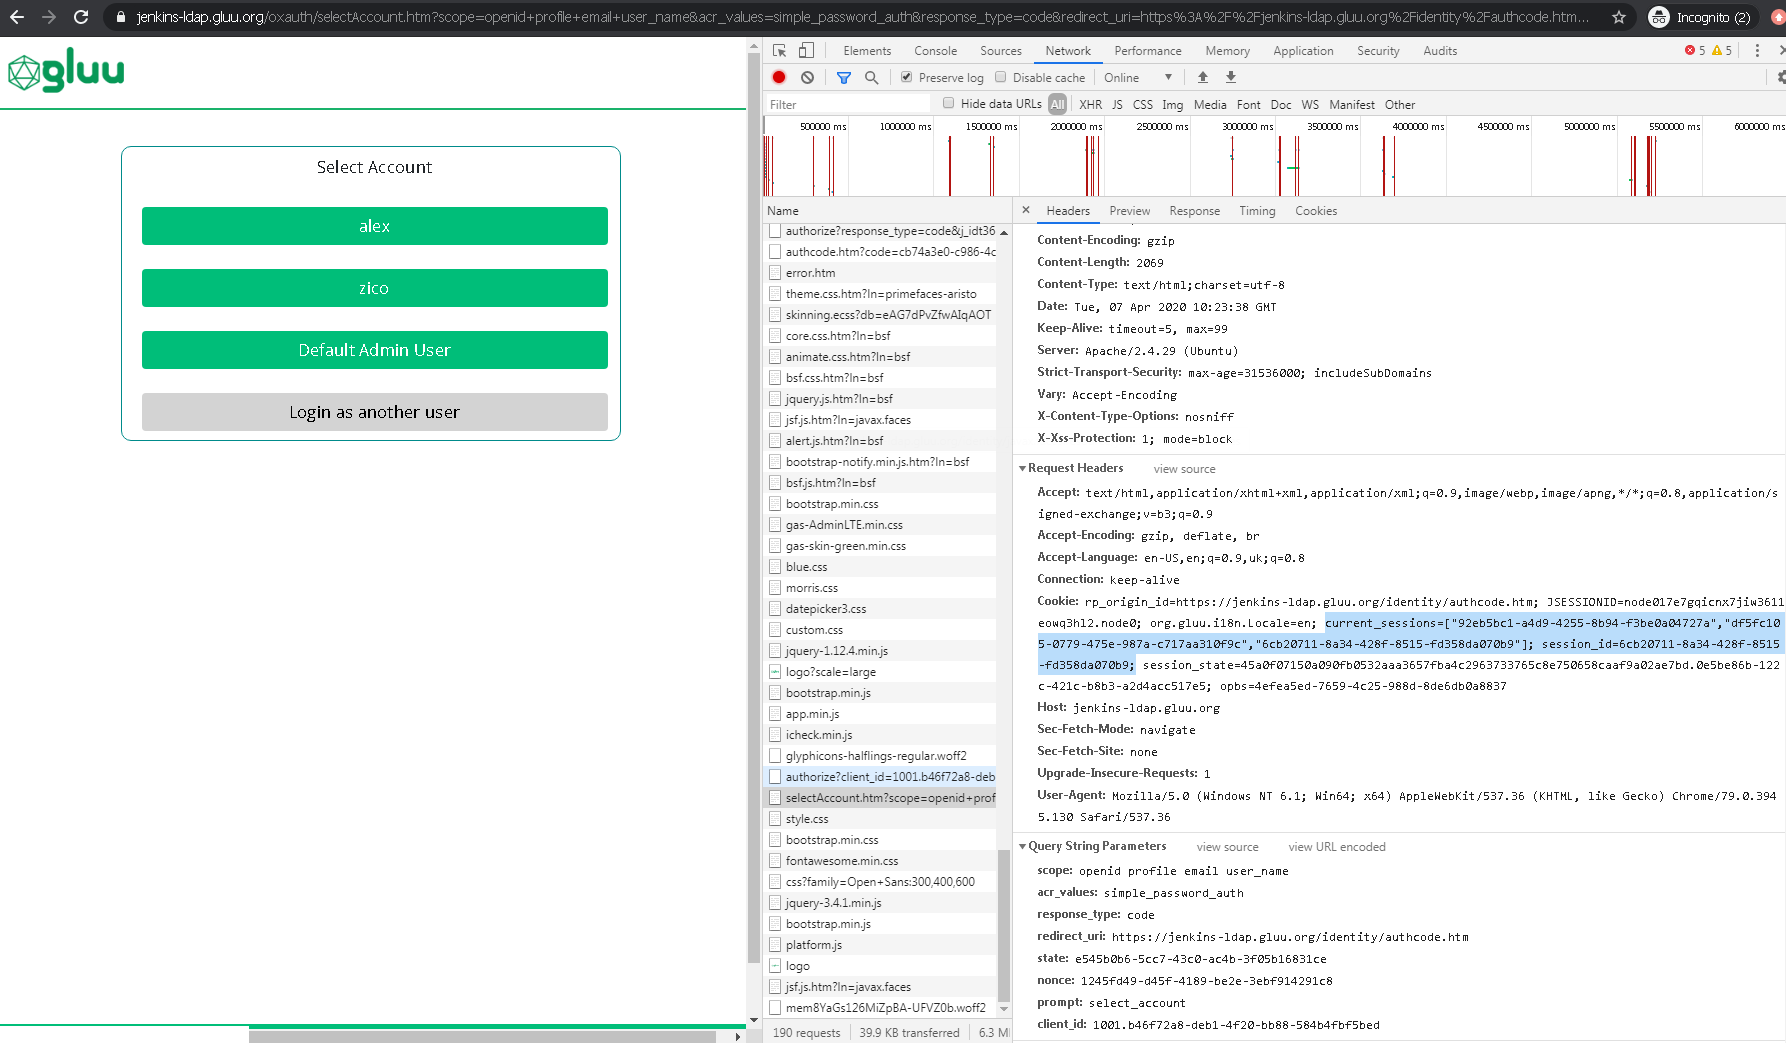 jenkins-ldap.gluu.org/oxauth/selectAccount.htm?scope=openid+profile+email+user_name&acr_values=simple_password_auth&response_type=code&redirect_uri=https%3A%2F%2Fjenkins-ldap.gluu.org%2Fidentity%2Fauthcode.htm...
Incognito (2)
gluu
Select Account
alex
zico
Default Admin User
Login as another user
Elements Console Sources Network Performance Memory Application Security Audits 5 5
Preserve log Disable cache Online
Filter Hide data URLs All XHR JS CSS Img Media Font Doc WS Manifest Other
500000 ms 1000000 ms 1500000 ms 2000000 ms 2500000 ms 3000000 ms 3500000 ms 4000000 ms 4500000 ms 5000000 ms 5500000 ms 6000000 ms
Name
authorize?response_type=code&j_idt36
authcode.htm?code=cb74a3e0-c986-4c
error.htm
theme.css.htm?ln=primefaces-aristo
skinning.ecss?db=eAG7dPvZfwAIqAOT
core.css.htm?ln=bsf
animate.css.htm?ln=bsf
bsf.css.htm?ln=bsf
jquery.js.htm?ln=bsf
jsf.js.htm?ln=javax.faces
alert.js.htm?ln=bsf
bootstrap-notify.min.js.htm?ln=bsf
bsf.js.htm?ln=bsf
bootstrap.min.css
gas-AdminLTE.min.css
gas-skin-green.min.css
blue.css
morris.css
datepicker3.css
custom.css
jquery-1.12.4.min.js
logo?scale=large
bootstrap.min.js
app.min.js
icheck.min.js
glyphicons-halflings-regular.woff2
authorize?client_id=1001.b46f72a8-deb
selectAccount.htm?scope=openid+prof
style.css
bootstrap.min.css
fontawesome.min.css
css?family=Open+Sans:300,400,600
jquery-3.4.1.min.js
bootstrap.min.js
platform.js
logo
jsf.js.htm?ln=javax.faces
mem8YaGs126MiZpBA-UFVZ0b.woff2
190 requests 39.9 KB transferred 6.3 M
Headers Preview Response Timing Cookies
Content-Encoding: gzip
Content-Length: 2069
Content-Type: text/html;charset=utf-8
Date: Tue, 07 Apr 2020 10:23:38 GMT
Keep-Alive: timeout=5, max=99
Server: Apache/2.4.29 (Ubuntu)
Strict-Transport-Security: max-age=31536000; includeSubDomains
Vary: Accept-Encoding
X-Content-Type-Options: nosniff
X-Xss-Protection: 1; mode=block
Request Headers view source
Accept: text/html,application/xhtml+xml,application/xml;q=0.9,image/webp,image/apng,*/*;q=0.8,application/s
igned-exchange;v=b3;q=0.9
Accept-Encoding: gzip, deflate, br
Accept-Language: en-US,en;q=0.9,uk;q=0.8
Connection: keep-alive
Cookie: rp_origin_id=https://jenkins-ldap.gluu.org/identity/authcode.htm; JSESSIONID=node017e7gqicnx7jiw3611
eowq3hl2.node0; org.gluu.i18n.Locale=en; current_sessions=["92eb5bc1-a4d9-4255-8b94-f3be0a04727a","df5fc10
5-0779-475e-987a-c717aa310f9c","6cb20711-8a34-428f-8515-fd358da070b9"]; session_id=6cb20711-8a34-428f-8515
-fd358da070b9; session_state=45a0f07150a090fb0532aaa3657fba4c2963733765c8e750658caaf9a02ae7bd.0e5be86b-122
c-421c-b8b3-a2d4acc517e5; opbs=4efea5ed-7659-4c25-988d-8de6db0a8837
Host: jenkins-ldap.gluu.org
Sec-Fetch-Mode: navigate
Sec-Fetch-Site: none
Upgrade-Insecure-Requests: 1
User-Agent: Mozilla/5.0 (Windows NT 6.1; Win64; x64) AppleWebKit/537.36 (KHTML, like Gecko) Chrome/79.0.394
5.130 Safari/537.36
Query String Parameters view source view URL encoded
scope: openid profile email user_name
acr_values: simple_password_auth
response_type: code
redirect_uri: https://jenkins-ldap.gluu.org/identity/authcode.htm
state: e545b0b6-5cc7-43c0-ac4b-3f05b16831ce
nonce: 1245fd49-d45f-4189-be2e-3ebf914291c8
prompt: select_account
client_id: 1001.b46f72a8-deb1-4f20-bb88-584b4fbf5bed